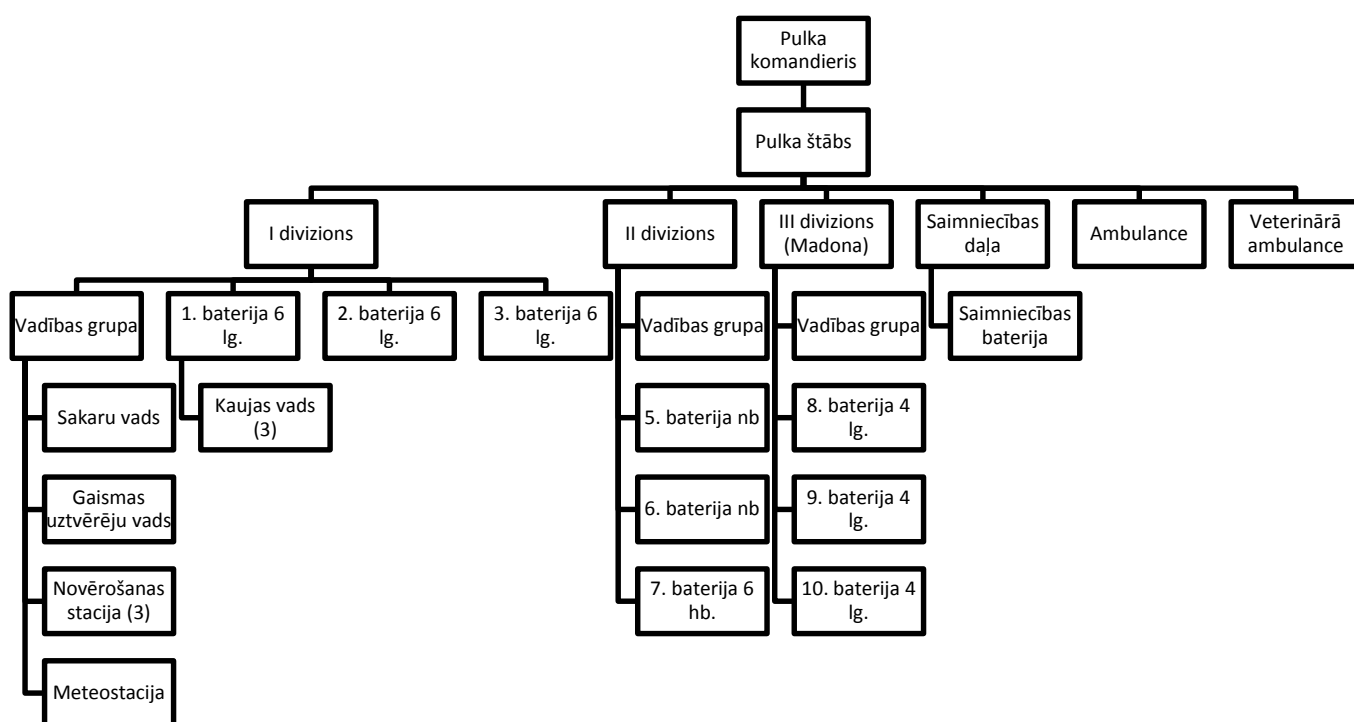 Pulka
komandieris
Pulka štābs
I divizions
II divizions
III divizions
(Madona)
Saimniecības
daļa
Ambulance
Veterinārā
ambulance
Vadības grupa
1. baterija 6
lg.
2. baterija 6
lg.
3. baterija 6
lg.
Vadības grupa
Vadības grupa
Saimniecības
baterija
Sakaru vads
Kaujas vads
(3)
5. baterija nb
8. baterija 4
lg.
Gaismas
uztvērēju vads
6. baterija nb
9. baterija 4
lg.
Novērošanas
stacija (3)
7. baterija 6
hb.
10. baterija 4
lg.
Meteostacija